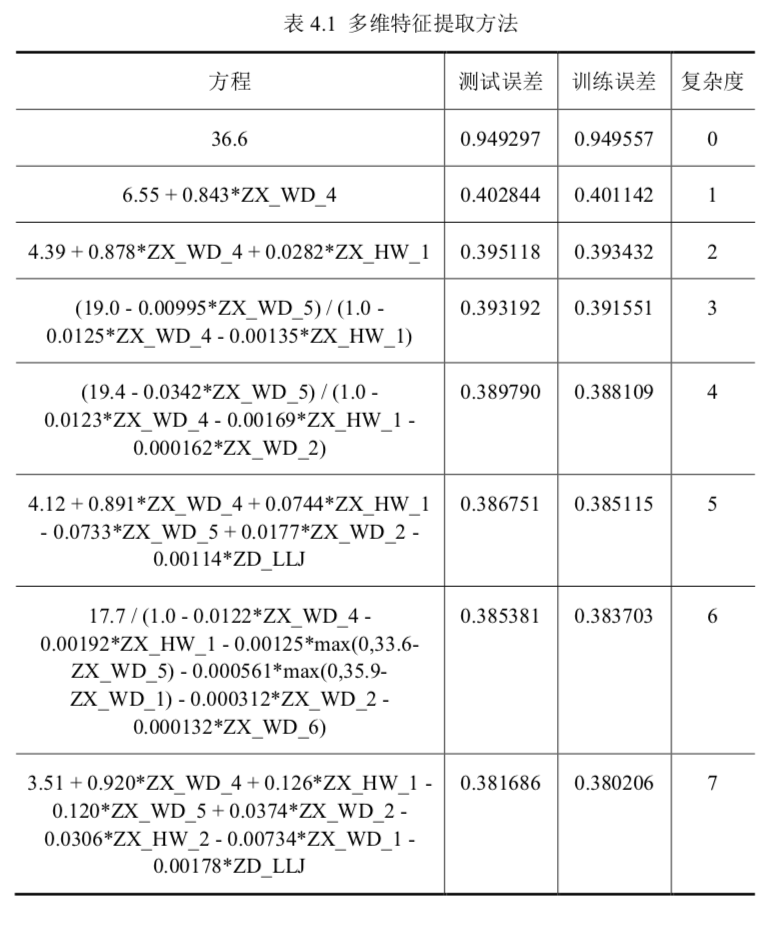 表 4.1 多维特征提取方法
方程 测试误差 训练误差 复杂度
36.6 0.949297 0.949557 0
6.55 + 0.843*ZX_WD_4 0.402844 0.401142 1
4.39 + 0.878*ZX_WD_4 + 0.0282*ZX_HW_1 0.395118 0.393432 2
(19.0 - 0.00995*ZX_WD_5) / (1.0 - 0.393192 0.391551 3
0.0125*ZX_WD_4 - 0.00135*ZX_HW_1)
(19.4 - 0.0342*ZX_WD_5) / (1.0 - 0.389790 0.388109 4
0.0123*ZX_WD_4 - 0.00169*ZX_HW_1 -
0.000162*ZX_WD_2)
4.12 + 0.891*ZX_WD_4 + 0.0744*ZX_HW_1 0.386751 0.385115 5
- 0.0733*ZX_WD_5 + 0.0177*ZX_WD_2 -
0.00114*ZD_LLJ
17.7 / (1.0 - 0.0122*ZX_WD_4 - 0.385381 0.383703 6
0.00192*ZX_HW_1 - 0.00125*max(0,33.6-
ZX_WD_5) - 0.000561*max(0,35.9-
ZX_WD_1) - 0.000312*ZX_WD_2 -
0.000132*ZX_WD_6)
3.51 + 0.920*ZX_WD_4 + 0.126*ZX_HW_1 - 0.381686 0.380206 7
0.120*ZX_WD_5 + 0.0374*ZX_WD_2 -
0.0306*ZX_HW_2 - 0.00734*ZX_WD_1 -
0.00178*ZD_LLJ